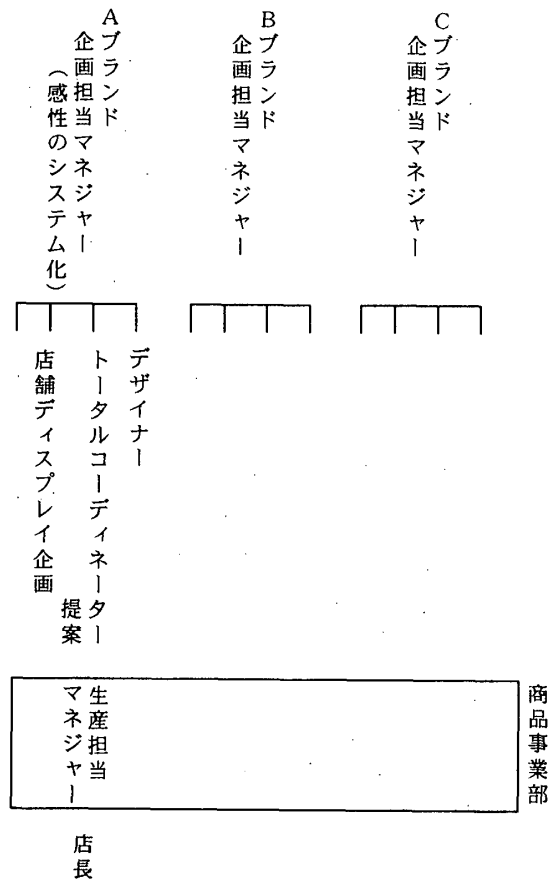 Cブランド
企画担当マネジャー
Bブランド
企画担当マネジャー
Aブランド
企画担当マネジャー
(感性のシステム化)
デザイナー
トータルコーディネーター
提案
店舗ディスプレイ企画
商品事業部
生産担当
マネジャー
店長